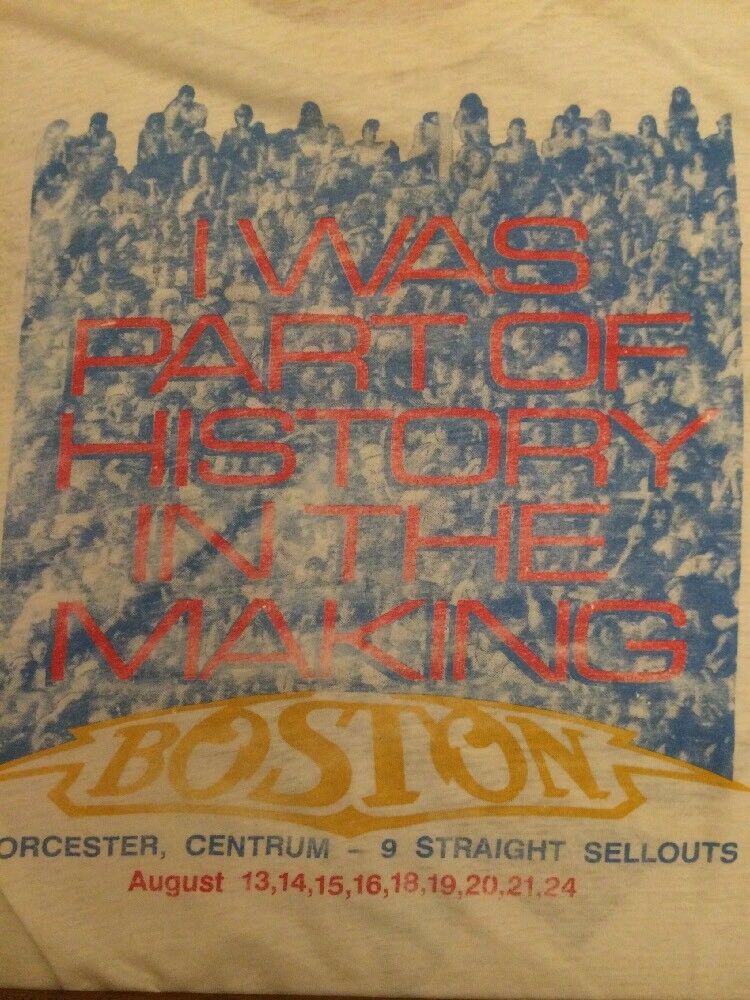 I WAS
PART OF
HISTORY
IN THE
MAKING
BOSTON
ORCESTER, CENTRUM - 9 STRAIGHT SELLOUTS
August 13,14,15,16,18,19,20,21,24